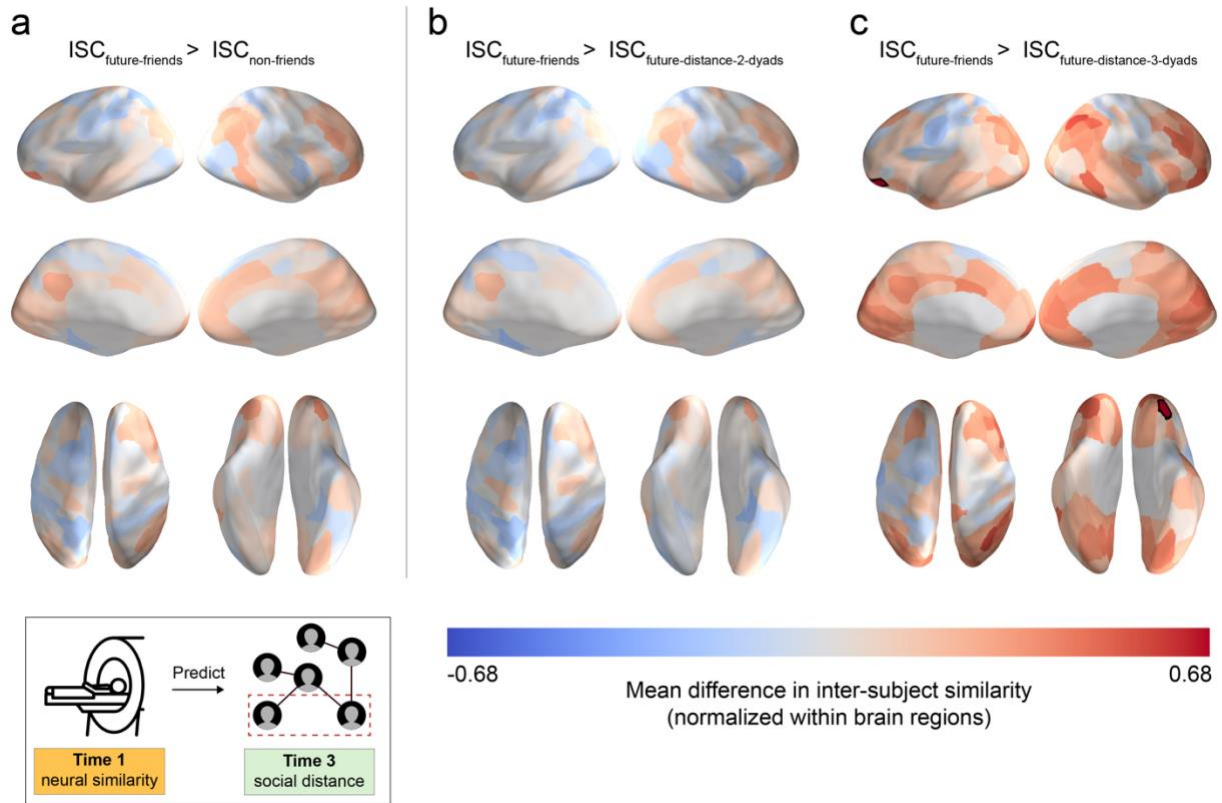 a
ISCfuture-friends > ISCnon-friends
b
ISCfuture-friends > ISCfuture-distance-2-dyads
c
ISCfuture-friends > ISCfuture-distance-3-dyads
Predict
Time 1
neural similarity
Time 3
social distance
-0.68
0.68
Mean difference in inter-subject similarity
(normalized within brain regions)